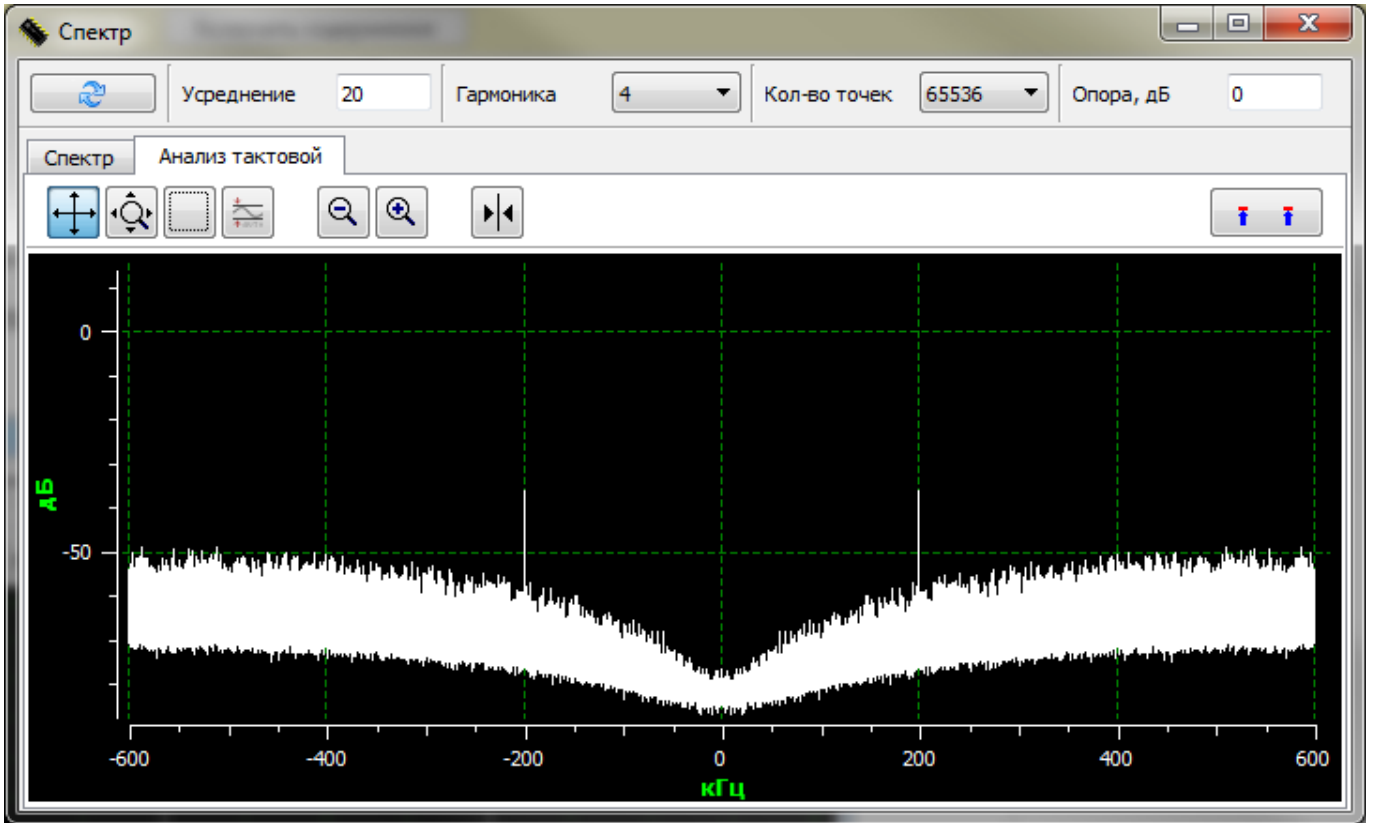 Спектр
Усреднение 20 Гармоника 4 Кол-во точек 65536 Опора, дБ 0
Спектр Анализ тактовой
0
дБ
-50
-600 -400 -200 0 200 400 600
кГц